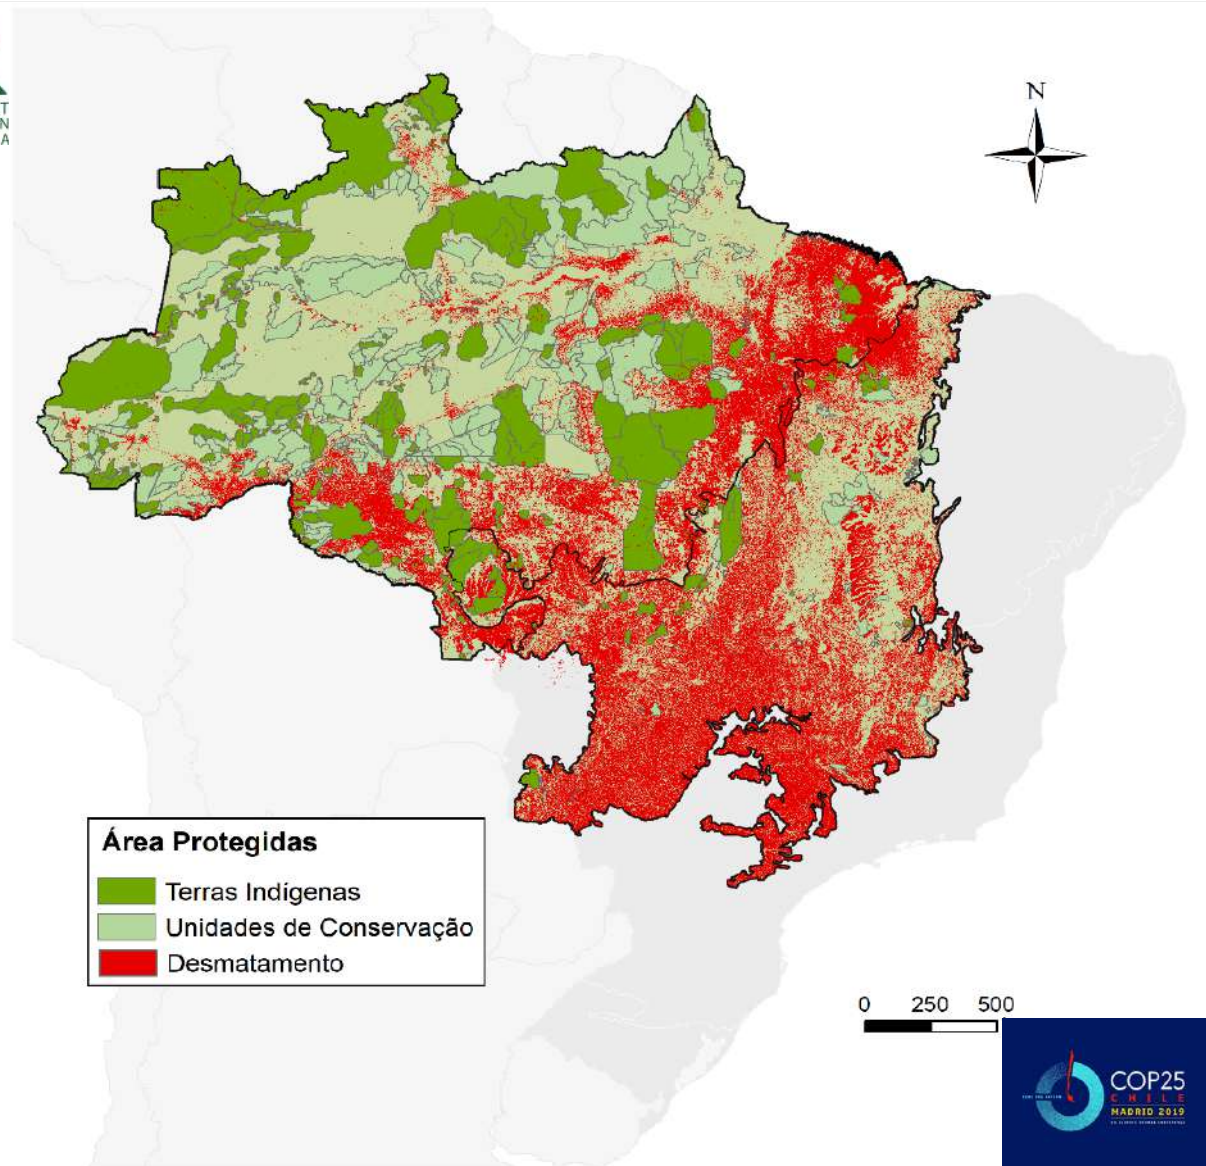 T
N
A
N
Área Protegidas
Terras Indígenas
Unidades de Conservação
Desmatamento
0 250 500
COP25
CHILE
MADRID 2019